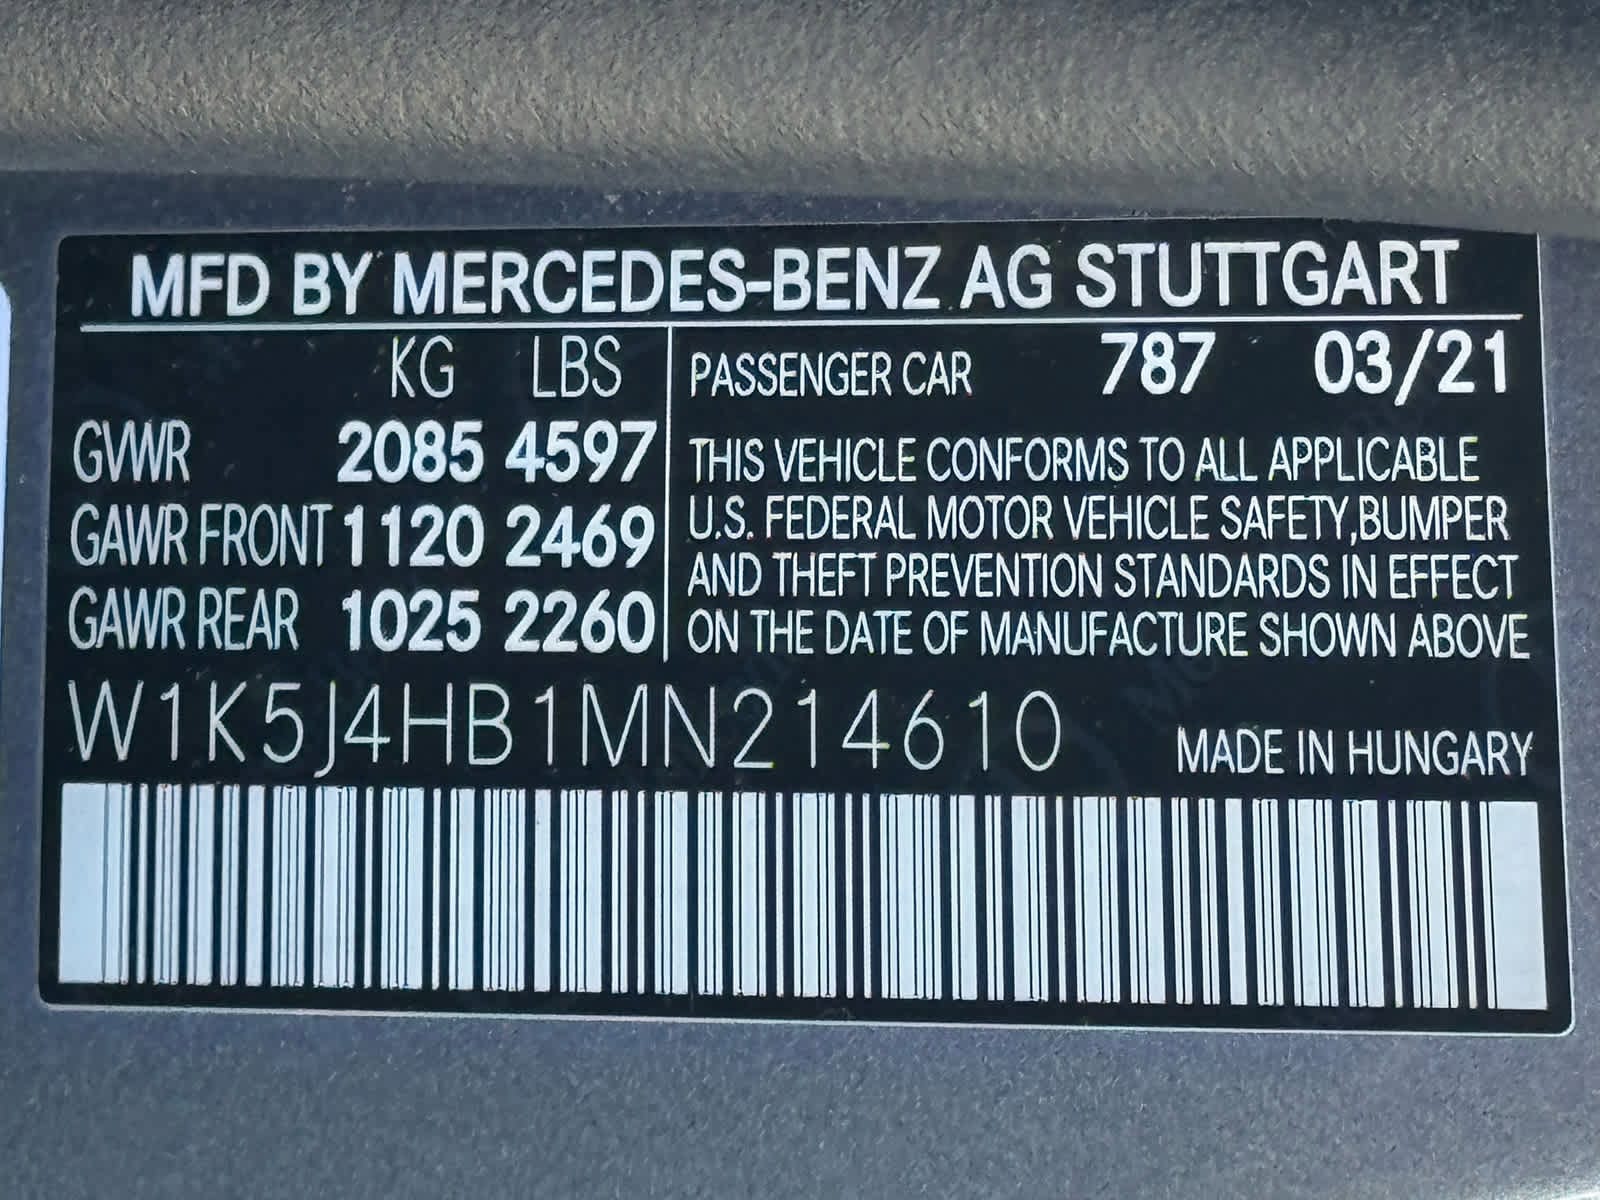 MFD BY MERCEDES-BENZ AG STUTTGART
KG LBS
GVWR 2085 4597
GAWR FRONT 1120 2469
GAWR REAR 1025 2260
PASSENGER CAR 787 03/21
THIS VEHICLE CONFORMS TO ALL APPLICABLE
U.S. FEDERAL MOTOR VEHICLE SAFETY,BUMPER
AND THEFT PREVENTION STANDARDS IN EFFECT
ON THE DATE OF MANUFACTURE SHOWN ABOVE
W1K5J4HB1MN214610
MADE IN HUNGARY